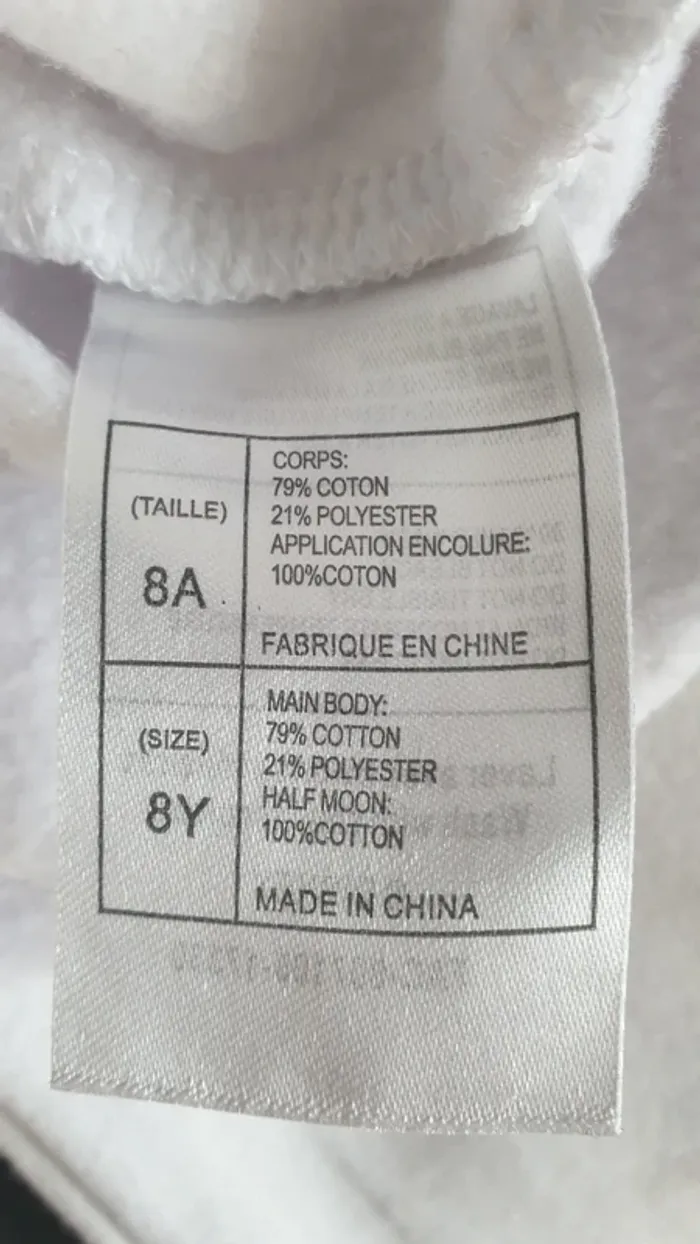 (TAILLE)
8A
CORPS:
79% COTON
21% POLYESTER
APPLICATION ENCOLURE:
100%COTON
FABRIQUE EN CHINE
(SIZE)
8Y
MAIN BODY:
79% COTTON
21% POLYESTER
HALF MOON:
100%COTTON
MADE IN CHINA